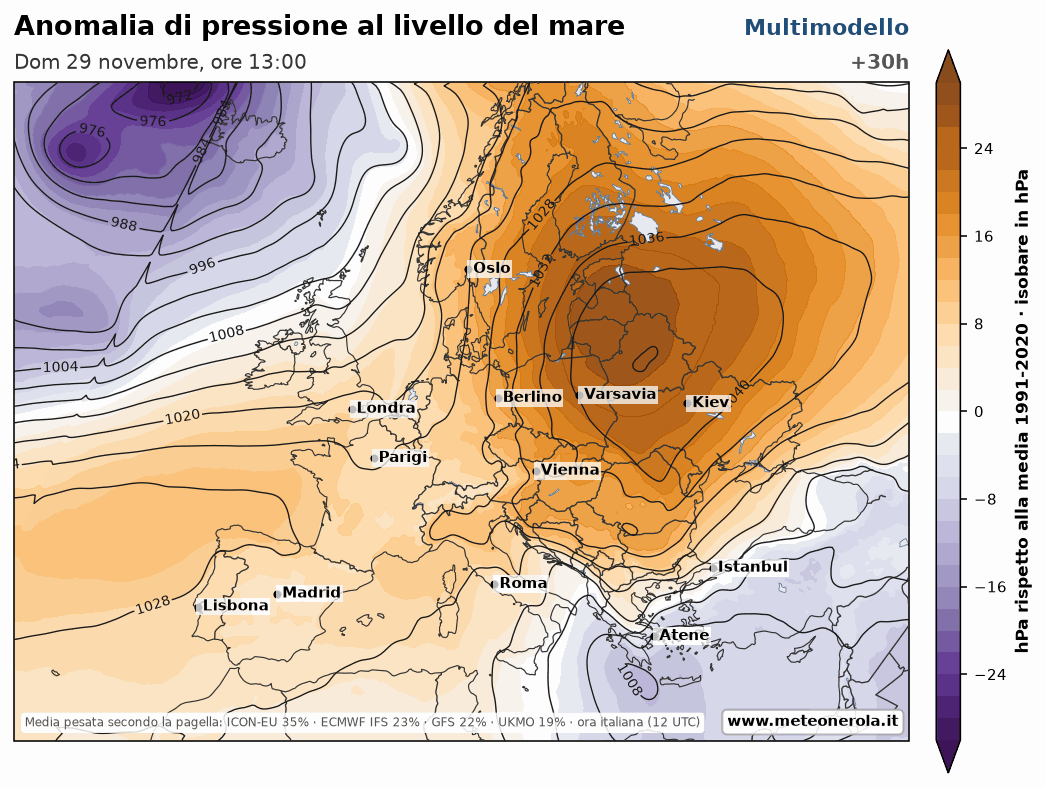 Anomalia di pressione al livello del mare
Multimodello
Dom 29 novembre, ore 13:00
+30h
972
976
976
984
984
988
996
1004
1008
1020
1028
1028
1032
1036
1040
1008
4
Oslo
Londra
Berlino
Varsavia
Kiev
Parigi
Vienna
Istanbul
Roma
Madrid
Lisbona
Atene
24
16
8
0
−8
−16
−24
hPa rispetto alla media 1991-2020 · isobare in hPa
Media pesata secondo la pagella: ICON-EU 35% · ECMWF IFS 23% · GFS 22% · UKMO 19% · ora italiana (12 UTC)
www.meteonerola.it